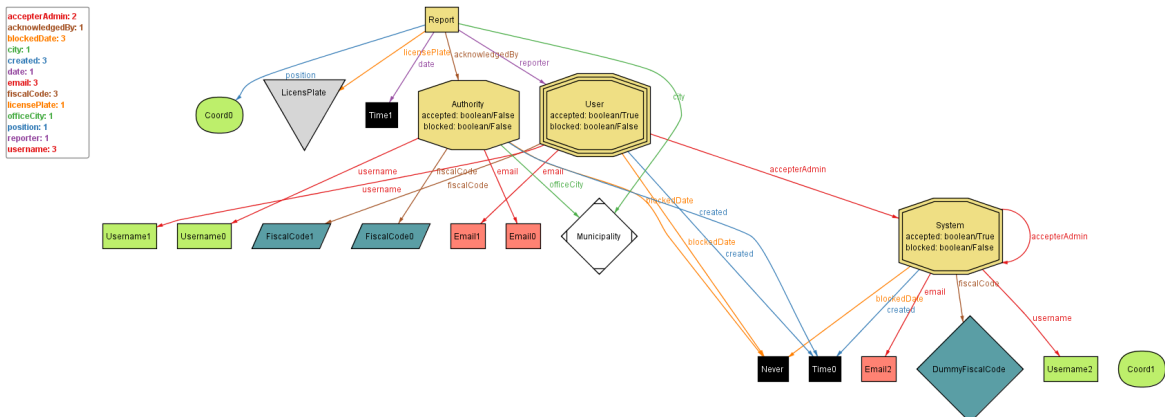 accepterAdmin: 2
acknowledgedBy: 1
blockedDate: 3
city: 1
created: 3
date: 1
email: 3
fiscalCode: 3
licensePlate: 1
officeCity: 1
position: 1
reporter: 1
username: 3
Report
licensePlate
acknowledgedBy
date
reporter
position
city
Coord0
LicensPlate
Time1
Authority
accepted: boolean/False
blocked: boolean/False
User
accepted: boolean/True
blocked: boolean/False
accepterAdmin
username
username
fiscalCode
fiscalCode
email
email
officeCity
blockedDate
created
blockedDate
created
Username1
Username0
FiscalCode1
FiscalCode0
Email1
Email0
Municipality
System
accepted: boolean/True
blocked: boolean/False
accepterAdmin
blockedDate
created
email
fiscalCode
username
Never
Time0
Email2
DummyFiscalCode
Username2
Coord1